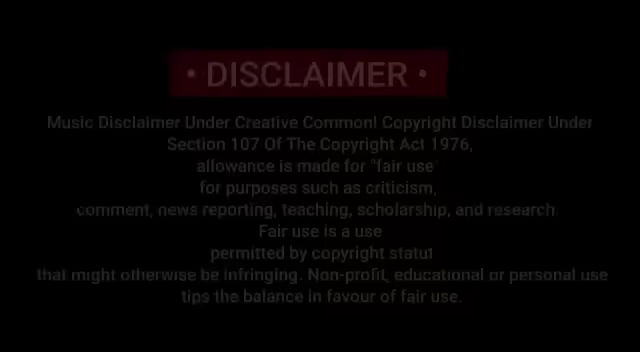 • DISCLAIMER •
Music Disclaimer Under Creative Common! Copyright Disclaimer Under
Section 107 Of The Copyright Act 1976,
allowance is made for "fair use"
for purposes such as criticism,
comment, news reporting, teaching, scholarship, and research.
Fair use is a use
permitted by copyright statut
that might otherwise be infringing. Non-profit, educational or personal use
tips the balance in favour of fair use.